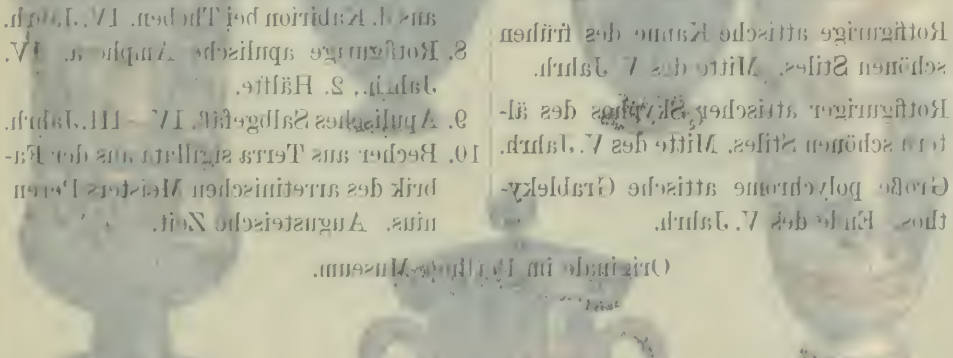 Rotfigurige attische Kanne des frühen
schönen Stiles. Mitte des V. Jahrh.
Rotfiguriger attischer Skyphos des äl-
tern schönen Stiles. Mitte des V. Jahrh.
Große polychrome attische Grableky-
thos. Ende des V. Jahrh.
aus d. Kabirion bei Theben. IV. Jahrh.
8. Rotfigurige apulische Amphora. IV.
Jahrh., 2. Hälfte.
9. Apulisches Salbgefäß. IV.–III. Jahrh.
10. Becher aus Terra sigillata aus der Fa-
brik des arretinischen Meisters Peren
nius. Augusteische Zeit.
Originale im Museum.